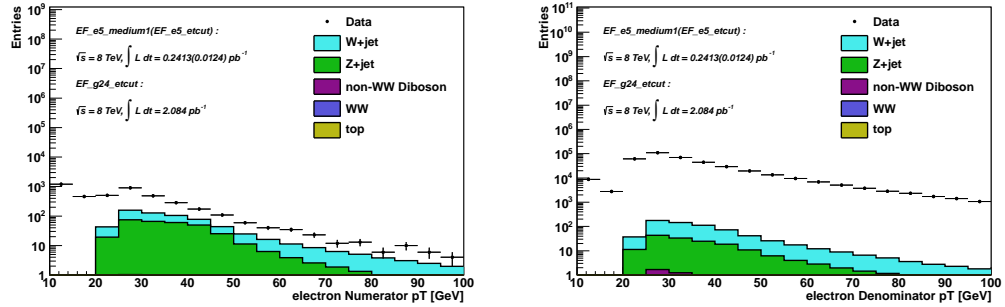 Entries
10^9
10^8
10^7
10^6
10^5
10^4
10^3
10^2
10
1
EF_e5_medium1(EF_e5_etcut) :
√s = 8 TeV, ∫ L dt = 0.2413(0.0124) pb^-1
EF_g24_etcut :
√s = 8 TeV, ∫ L dt = 2.084 pb^-1
Data
W+jet
Z+jet
non-WW Diboson
WW
top
10 20 30 40 50 60 70 80 90 100
electron Numerator pT [GeV]
Entries
10^11
10^10
10^9
10^8
10^7
10^6
10^5
10^4
10^3
10^2
10
1
EF_e5_medium1(EF_e5_etcut) :
√s = 8 TeV, ∫ L dt = 0.2413(0.0124) pb^-1
EF_g24_etcut :
√s = 8 TeV, ∫ L dt = 2.084 pb^-1
Data
W+jet
Z+jet
non-WW Diboson
WW
top
10 20 30 40 50 60 70 80 90 100
electron Denomiator pT [GeV]